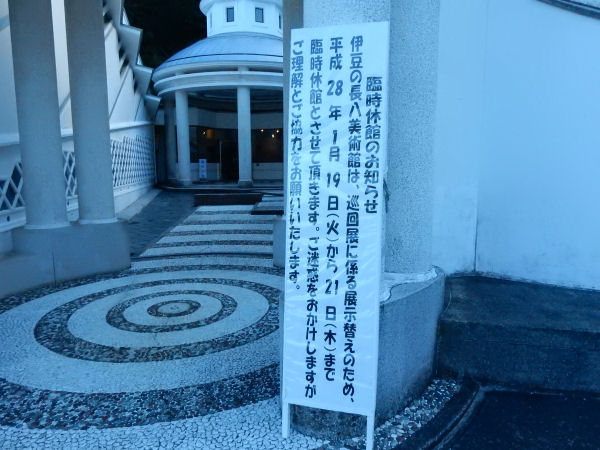 臨時休館のお知らせ
伊豆の長八美術館は、巡回展に係る展示替えのため、
平成28年1月19日(火)から21日(木)まで
臨時休館とさせて頂きます。ご迷惑をおかけしますが
ご理解とご協力をお願いいたします。